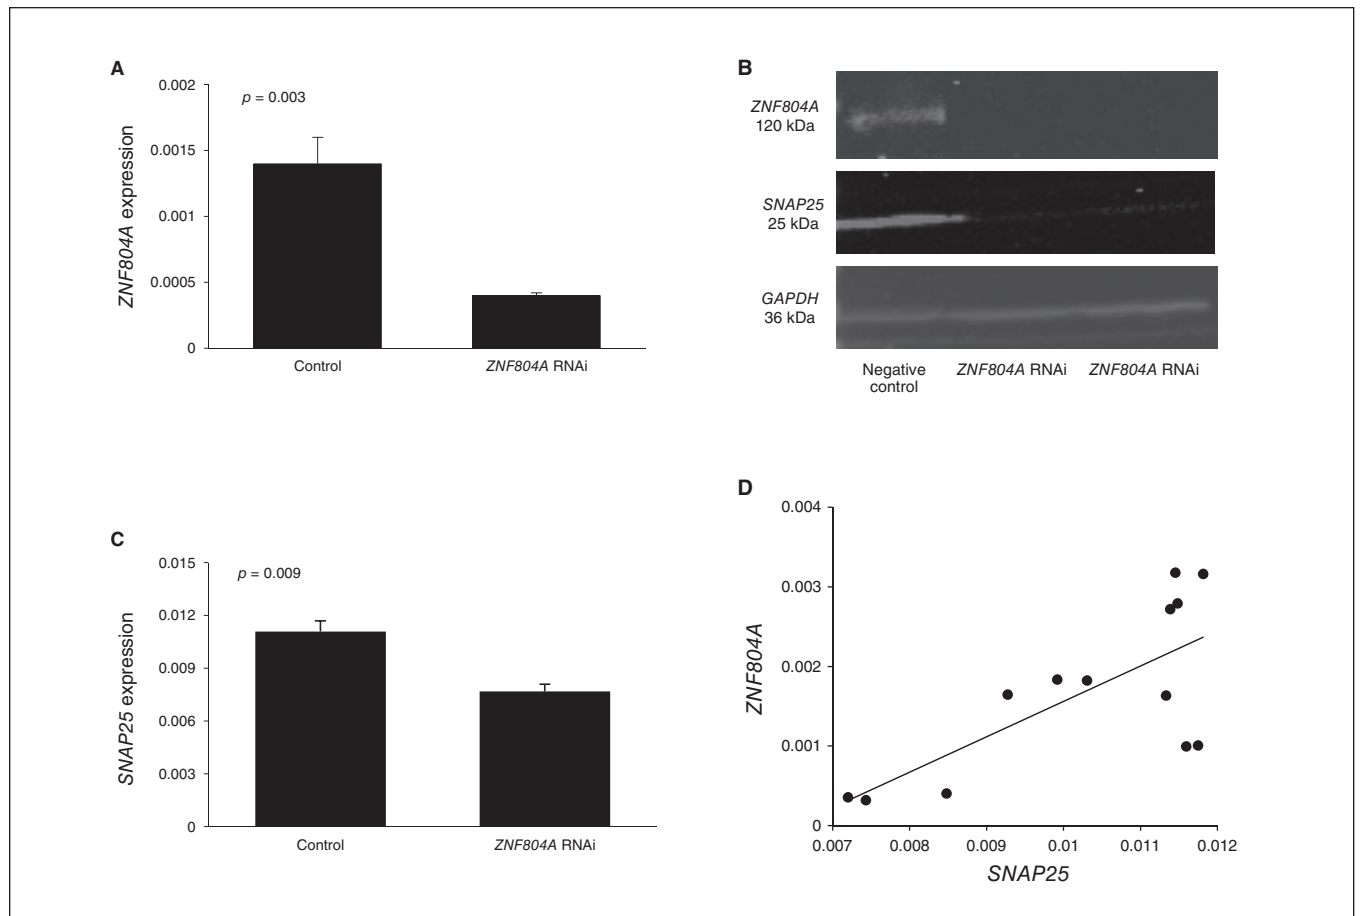 A
0.002
p = 0.003
0.0015
0.001
0.0005
0
ZNF804A expression
Control
ZNF804A RNAi
B
ZNF804A
120 kDa
SNAP25
25 kDa
GAPDH
36 kDa
Negative
control
ZNF804A RNAi
ZNF804A RNAi
C
0.015
p = 0.009
0.012
0.009
0.006
0.003
0
SNAP25 expression
Control
ZNF804A RNAi
D
0.004
0.003
0.002
0.001
0
ZNF804A
0.007
0.008
0.009
0.01
0.011
0.012
SNAP25